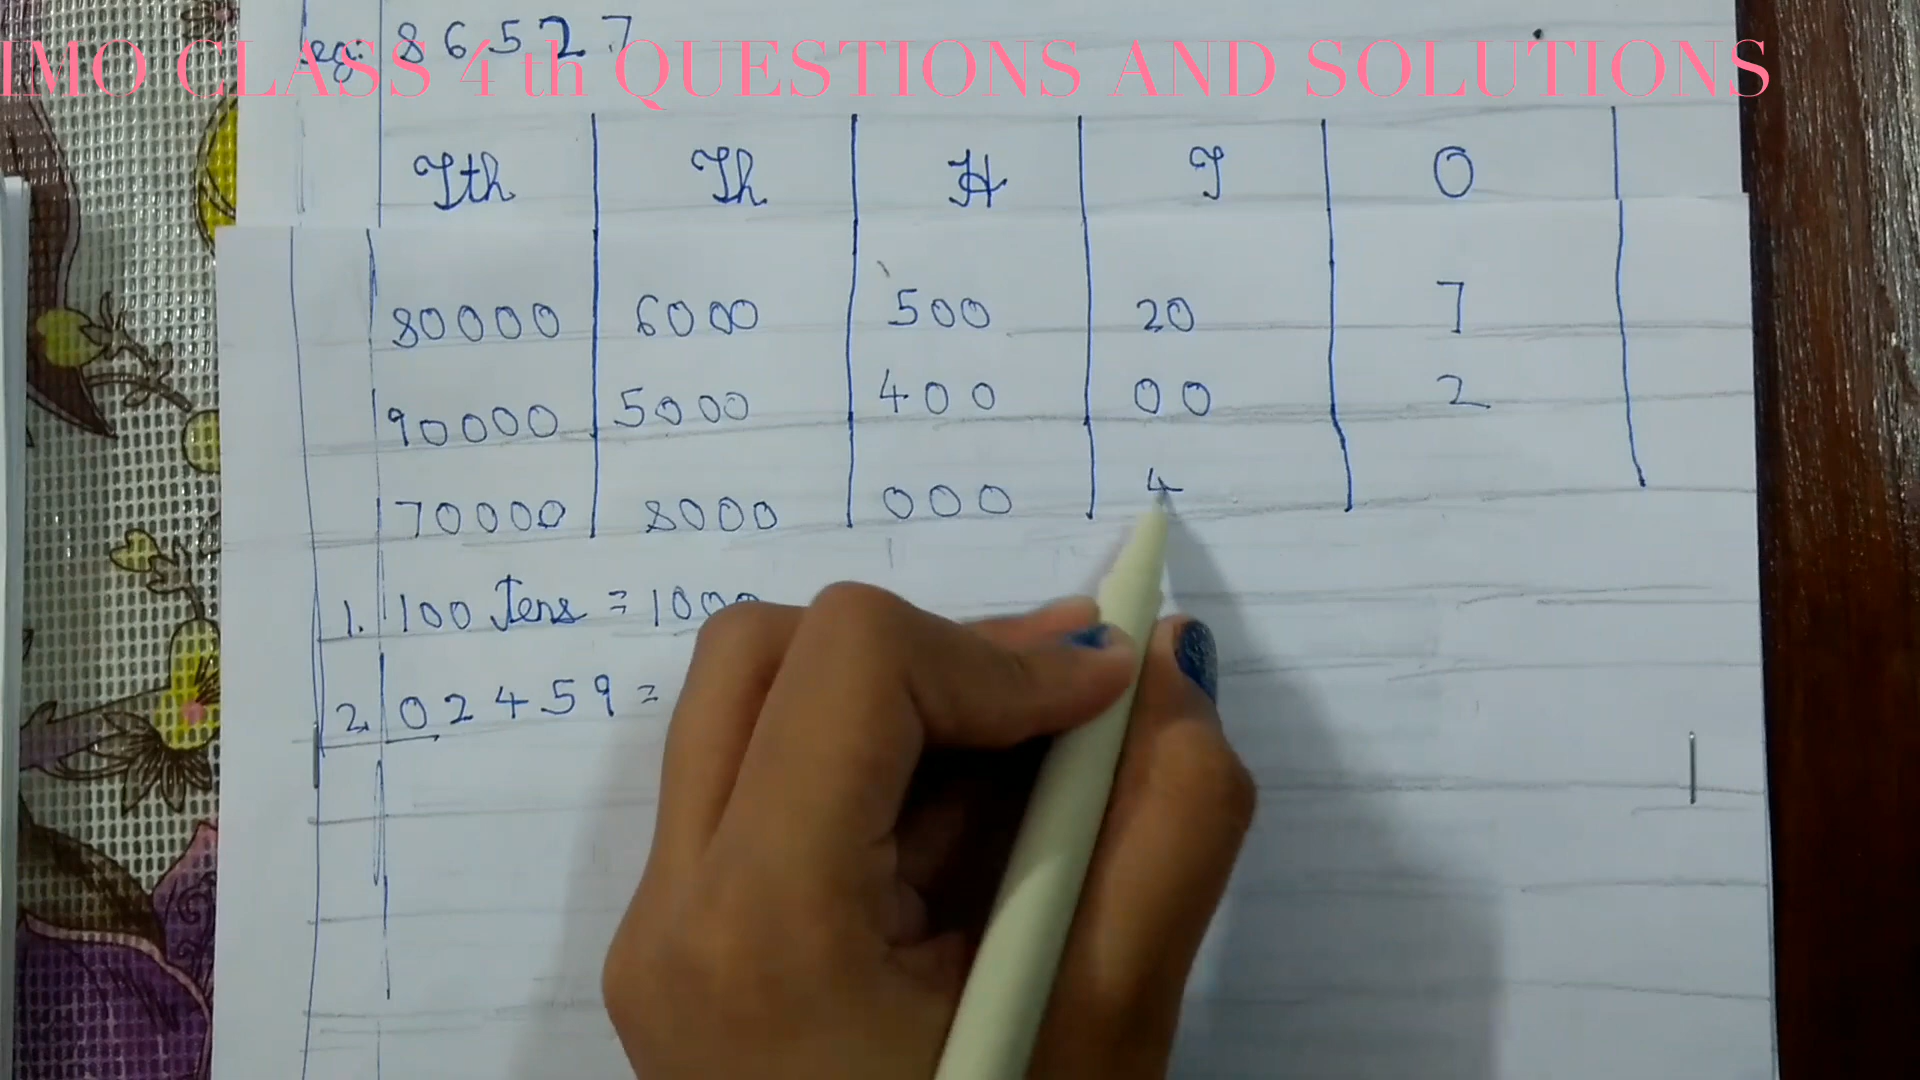 eg: 86527
IMO CLASS 4 th QUESTIONS AND SOLUTIONS
Tth Th H T O
80000 6000 500 20 7
90000 5000 400 00 2
70000 8000 000 4
1. 100 Tens = 1000
2. 02459 =